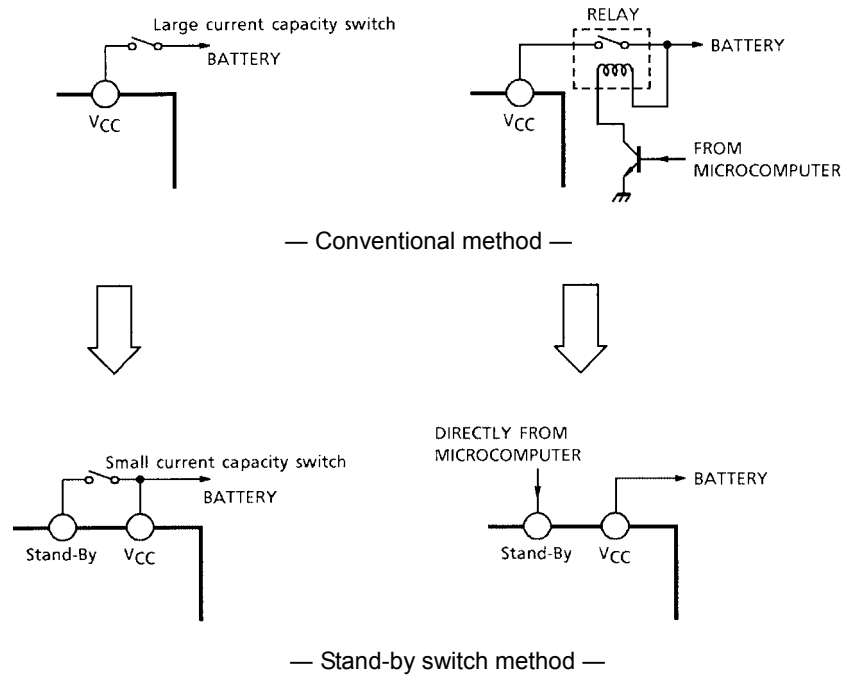 Large current capacity switch
BATTERY
VCC
RELAY
BATTERY
VCC
FROM
MICROCOMPUTER
— Conventional method —
Small current capacity switch
BATTERY
Stand-By VCC
DIRECTLY FROM
MICROCOMPUTER
BATTERY
Stand-By VCC
— Stand-by switch method —